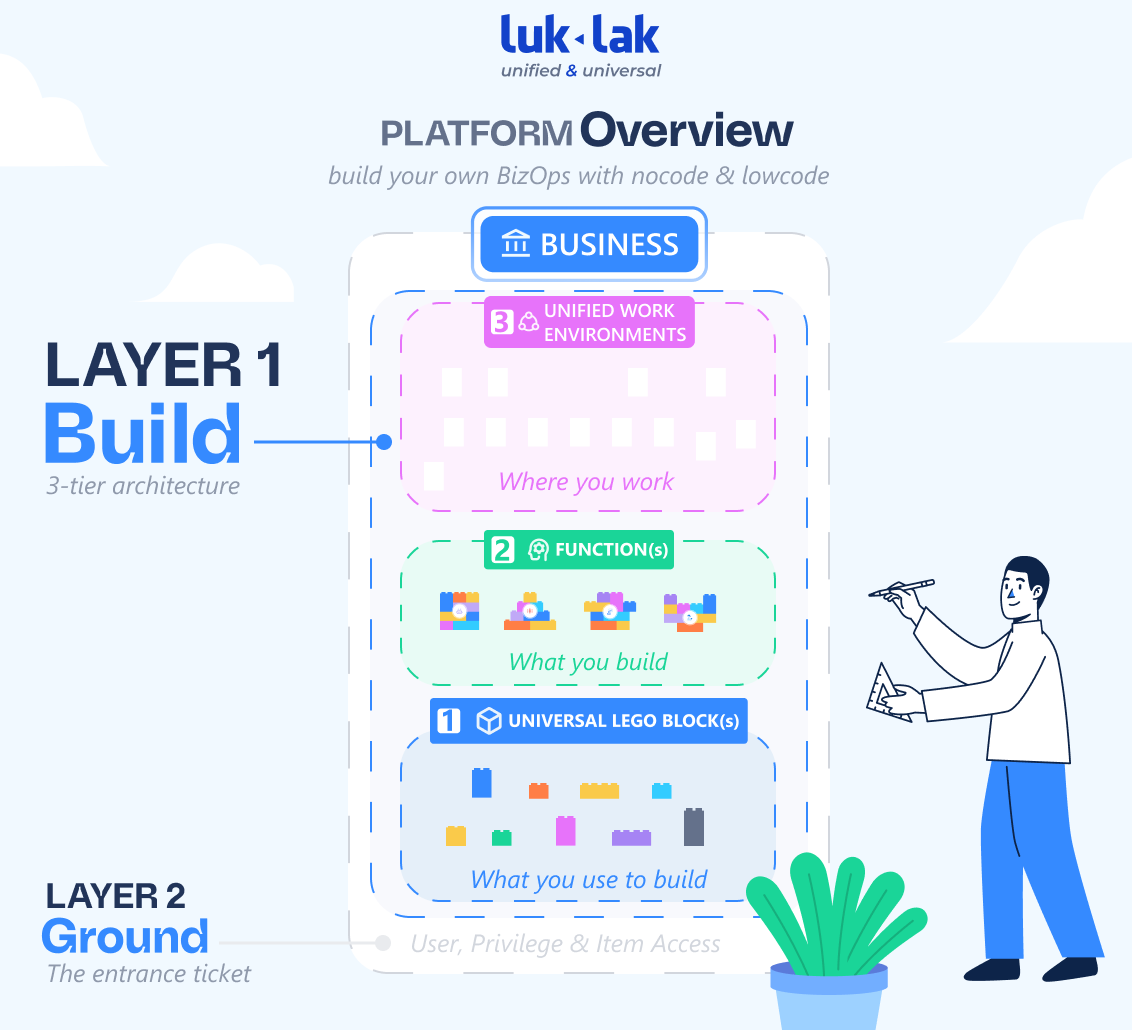 luk lak
unified & universal
PLATFORM Overview
build your own BizOps with nocode & lowcode
BUSINESS
3 UNIFIED WORK
ENVIRONMENTS
LAYER 1
Build
3-tier architecture
Where you work
2 FUNCTION(s)
What you build
1 UNIVERSAL LEGO BLOCK(s)
What you use to build
LAYER 2
Ground
The entrance ticket
User, Privilege & Item Access